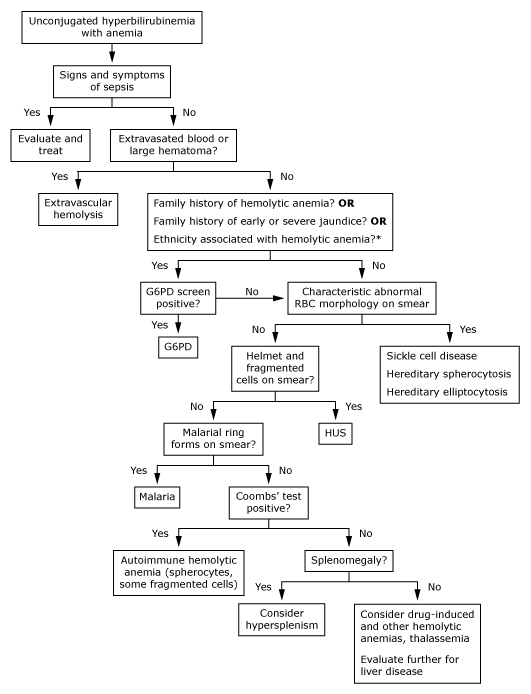 Unconjugated hyperbilirubinemia
with anemia
Signs and symptoms
of sepsis
Yes
No
Evaluate and
treat
Extravasated blood or
large hematoma?
Yes
No
Extravascular
hemolysis
Family history of hemolytic anemia? OR
Family history of early or severe jaundice? OR
Ethnicity associated with hemolytic anemia?*
Yes
No
G6PD screen
positive?
No
Characteristic abnormal
RBC morphology on smear
Yes
G6PD
No
Yes
Helmet and
fragmented
cells on smear?
Sickle cell disease
Hereditary spherocytosis
Hereditary elliptocytosis
No
Yes
Malarial ring
forms on smear?
HUS
Yes
No
Malaria
Coombs' test
positive?
Yes
No
Autoimmune hemolytic
anemia (spherocytes,
some fragmented cells)
Splenomegaly?
Yes
No
Consider
hypersplenism
Consider drug-induced
and other hemolytic
anemias, thalassemia
Evaluate further for
liver disease